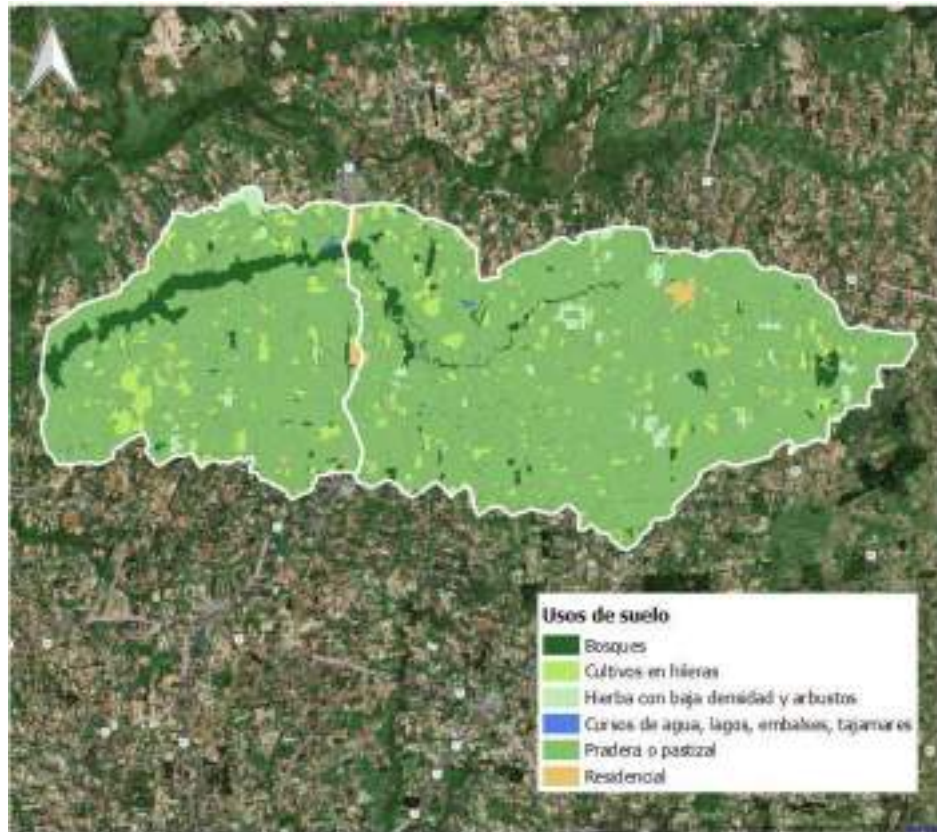 Usos de suelo
Bosques
Cultivos en hileras
Hierba con baja densidad y arbustos
Cursos de agua, lagos, embalses, tajamares
Pradera o pastizal
Residencial